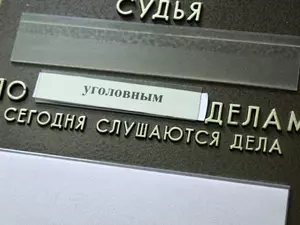 СУДЬЯ
ПО уголовным ДЕЛАМ
СЕГОДНЯ СЛУШАЮТСЯ ДЕЛА